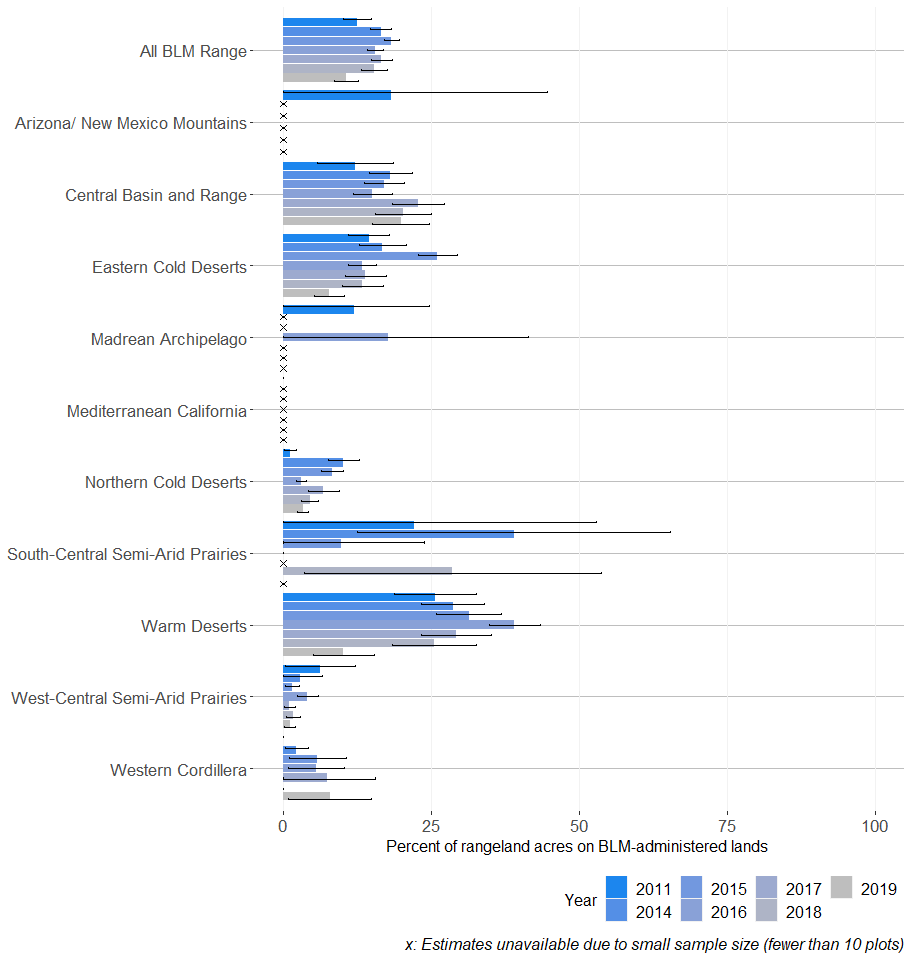 All BLM Range
Arizona/ New Mexico Mountains
Central Basin and Range
Eastern Cold Deserts
Madrean Archipelago
Mediterranean California
Northern Cold Deserts
South-Central Semi-Arid Prairies
Warm Deserts
West-Central Semi-Arid Prairies
Western Cordillera
0 25 50 75 100
Percent of rangeland acres on BLM-administered lands
Year
2011 2015 2017 2019
2014 2016 2018
x: Estimates unavailable due to small sample size (fewer than 10 plots)